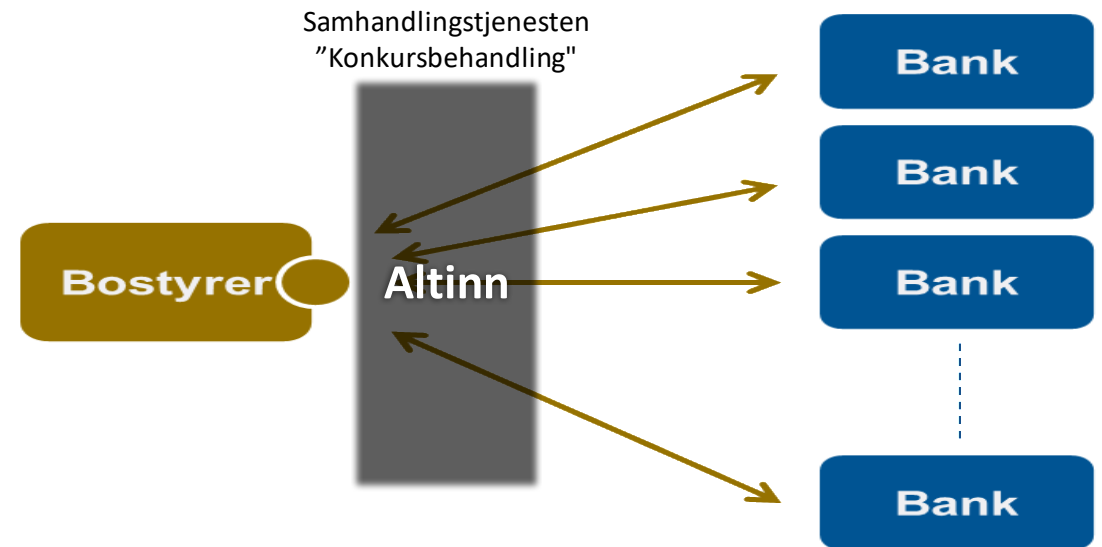 Samhandlingstjenesten
”Konkursbehandling"
Bank
Bank
Bostyrer
Altinn
Bank
Bank